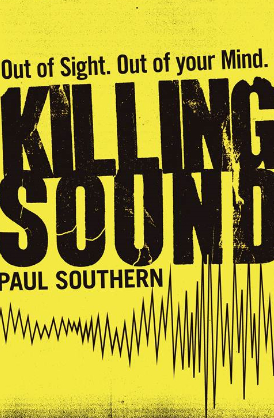 Out of Sight. Out of your Mind.
KILLING
SOUND
PAUL SOUTHERN